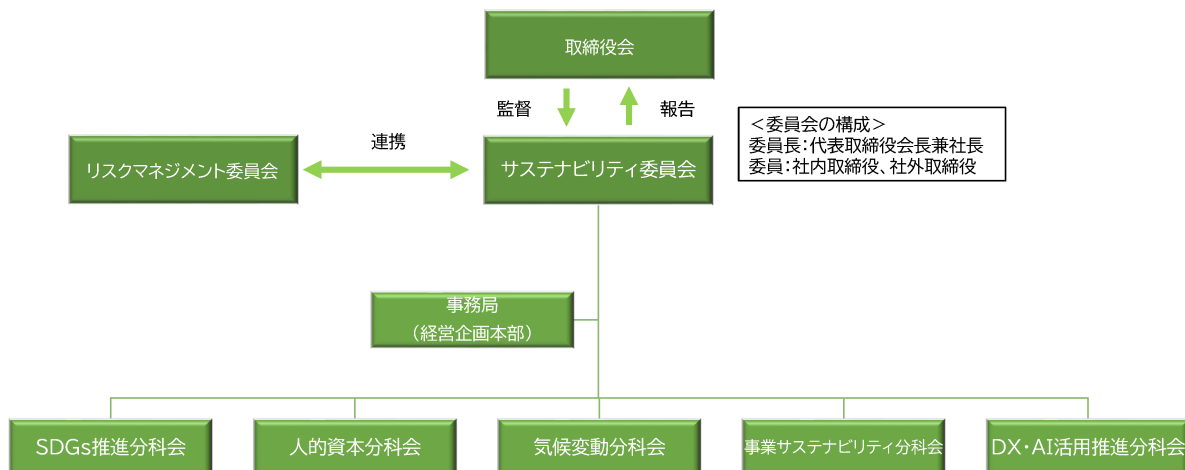 取締役会
監督
報告
＜委員会の構成＞
委員長：代表取締役会長兼社長
委員：社内取締役、社外取締役
連携
リスクマネジメント委員会
サステナビリティ委員会
事務局
（経営企画本部）
SDGs推進分科会
人的資本分科会
気候変動分科会
事業サステナビリティ分科会
DX・AI活用推進分科会